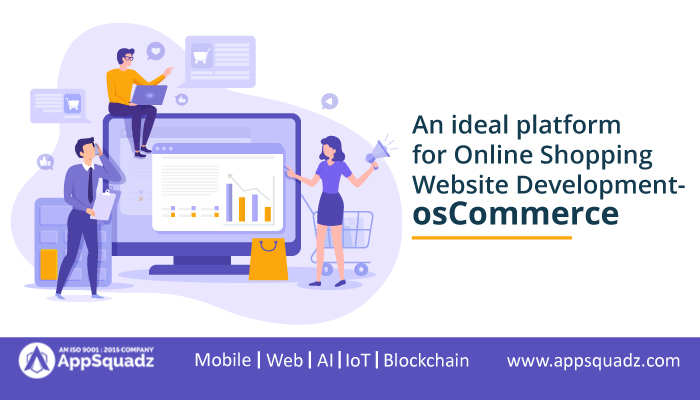 An ideal platform
for Online Shopping
Website Development-
osCommerce
AN ISO 9001 : 2015 COMPANY
AppSquadz
Mobile | Web | AI | IoT | Blockchain
www.appsquadz.com